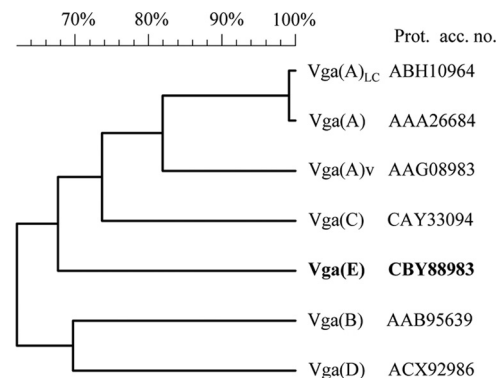 70% 80% 90% 100%
Prot. acc. no.
Vga(A)LC ABH10964
Vga(A) AAA26684
Vga(A)v AAG08983
Vga(C) CAY33094
Vga(E) CBY88983
Vga(B) AAB95639
Vga(D) ACX92986